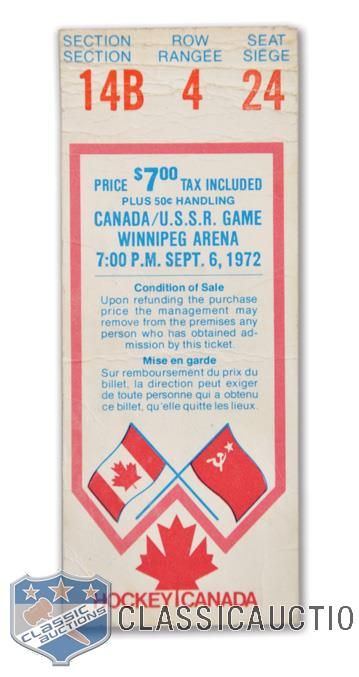 SECTION ROW SEAT
SECTION RANGEE SIEGE
14B 4 24
PRICE $7.00 TAX INCLUDED
PLUS 50¢ HANDLING
CANADA/U.S.S.R. GAME
WINNIPEG ARENA
7:00 P.M. SEPT. 6, 1972
Condition of Sale
Upon refunding the purchase
price the management may
remove from the premises any
person who has obtained ad-
mission by this ticket.
Mise en garde
Sur remboursement du prix du
billet, la direction peut exiger
de toute personne qui a obtenu
ce billet, qu'elle quitte les lieux.
HOCKEY CANADA
CLASSIC AUCTIONS
CLASSICAUCTIO